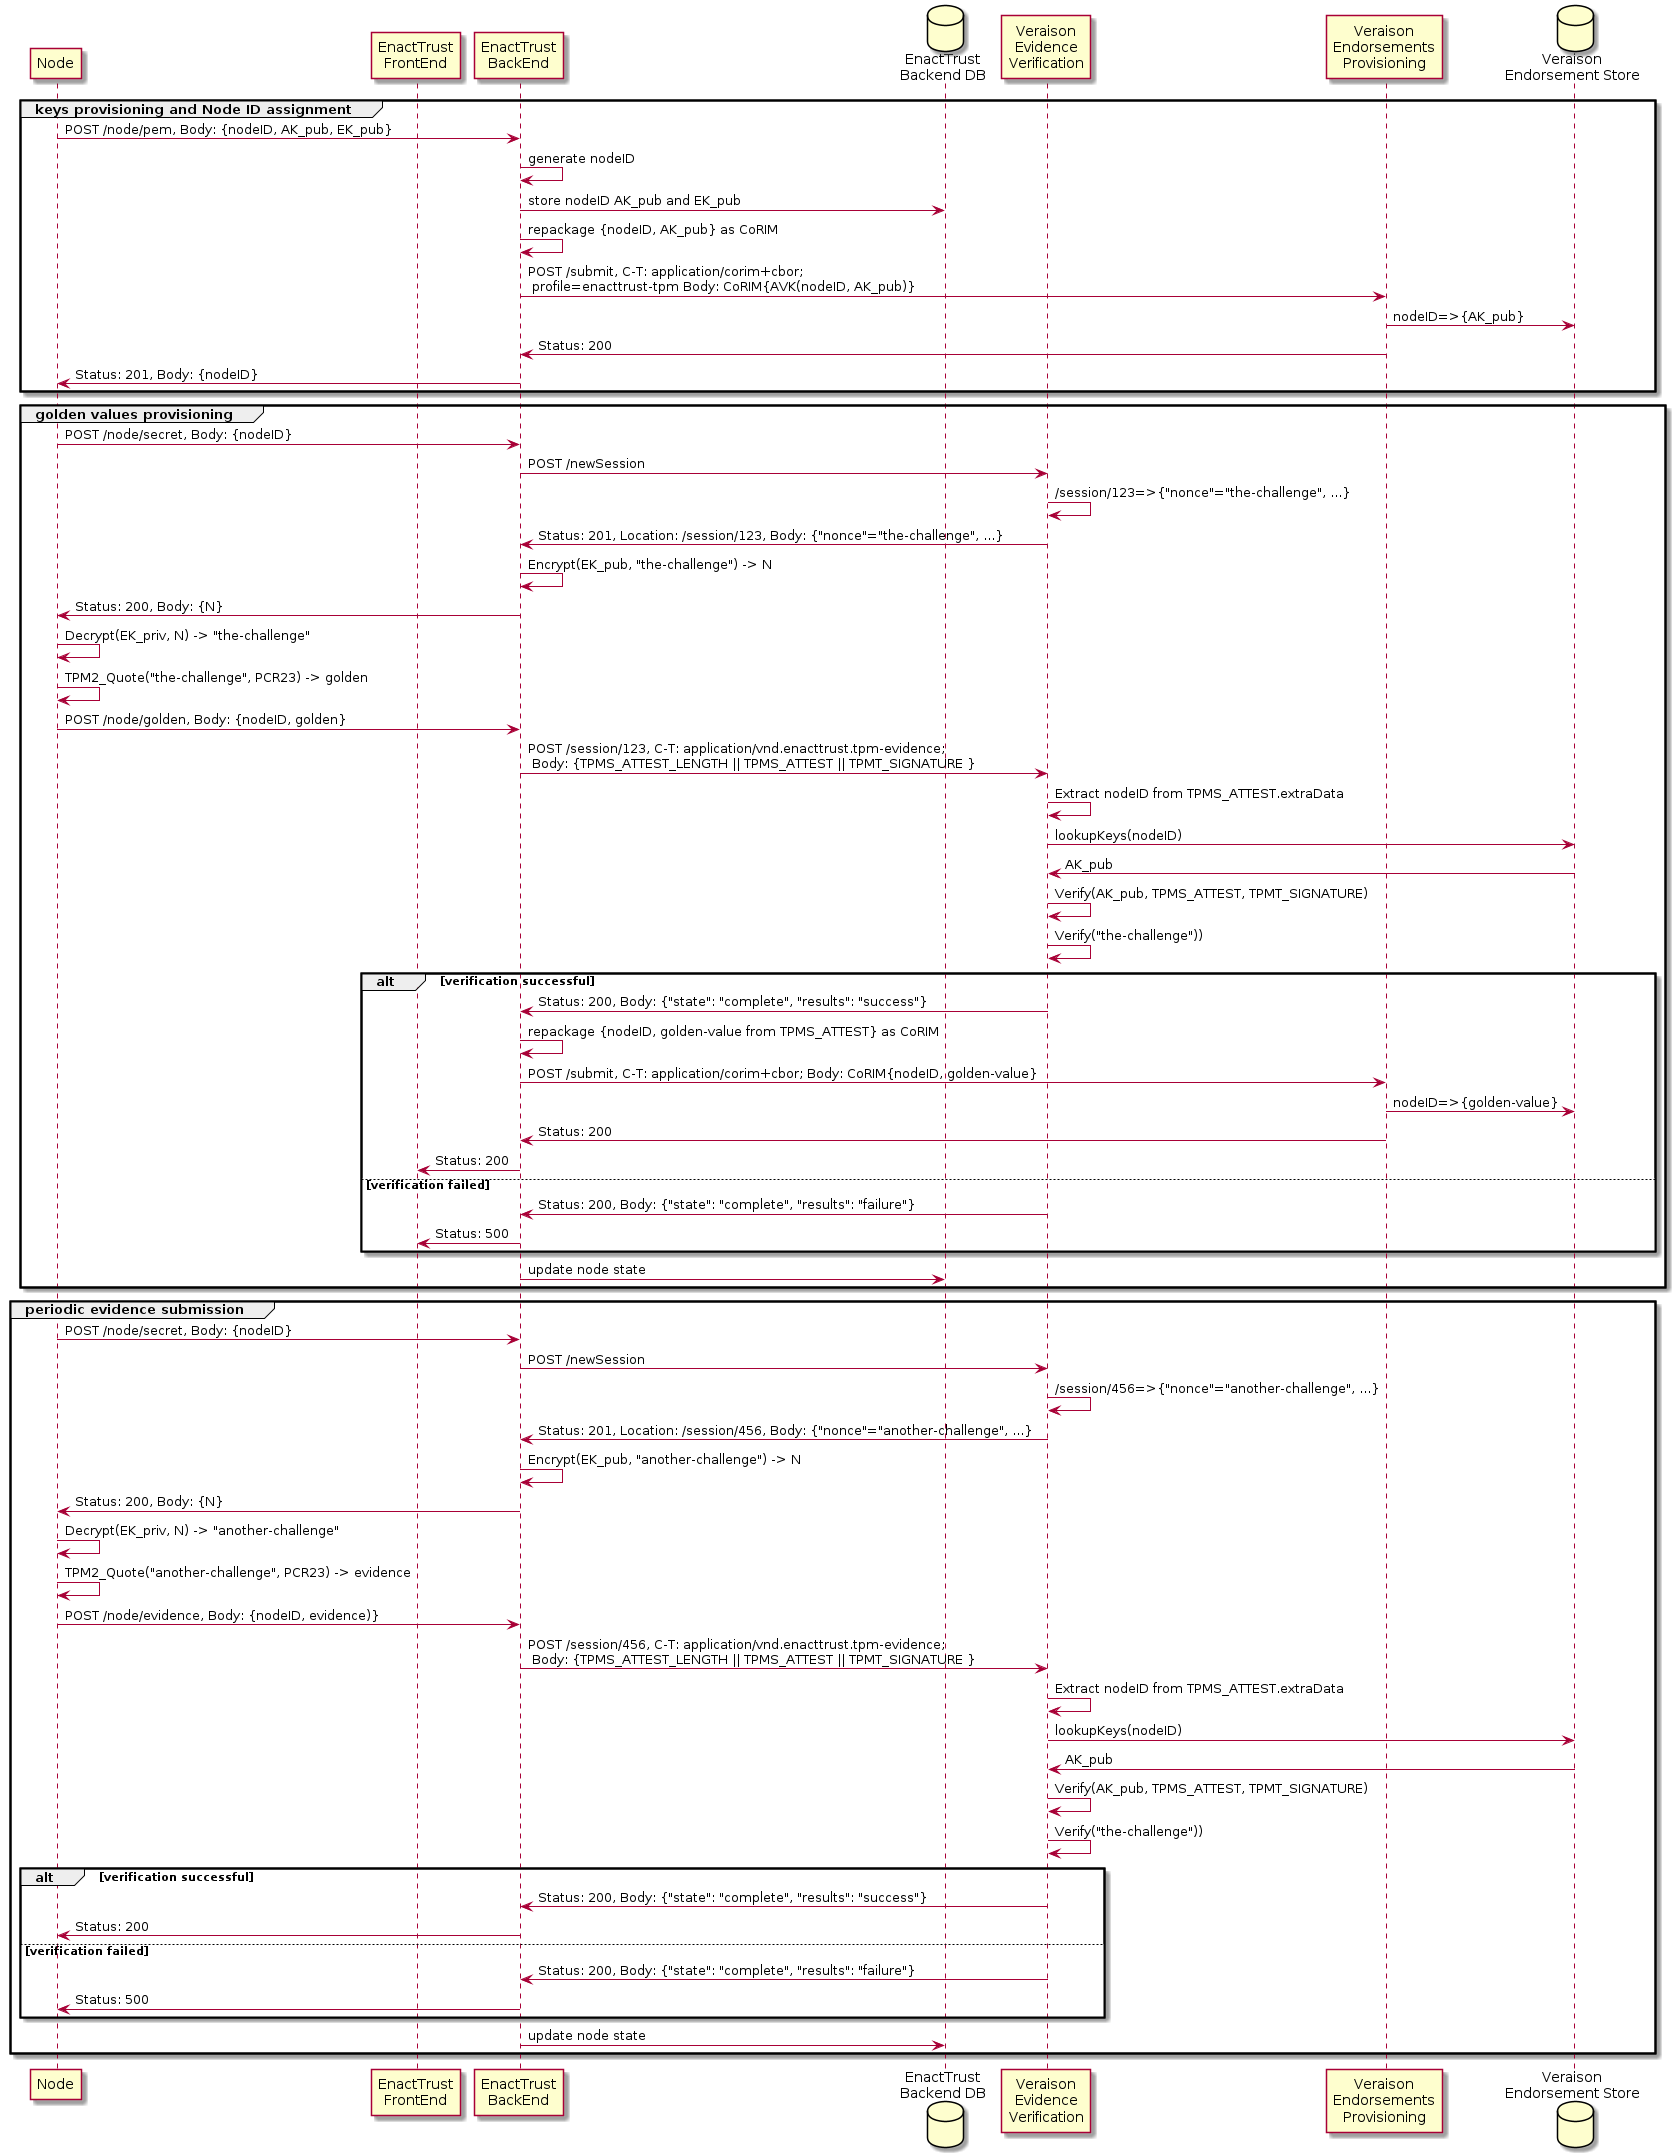 Node
EnactTrust
FrontEnd
EnactTrust
BackEnd
EnactTrust
Backend DB
Veraison
Evidence
Verification
Veraison
Endorsements
Provisioning
Veraison
Endorsement Store
keys provisioning and Node ID assignment
POST /node/pem, Body: {nodeID, AK_pub, EK_pub}
generate nodeID
store nodeID AK_pub and EK_pub
repackage {nodeID, AK_pub} as CoRIM
POST /submit, C-T: application/corim+cbor;
profile=enacttrust-tpm Body: CoRIM{AVK(nodeID, AK_pub)}
nodeID=>{AK_pub}
Status: 200
Status: 201, Body: {nodeID}
golden values provisioning
POST /node/secret, Body: {nodeID}
POST /newSession
/session/123=>{"nonce"="the-challenge", ...}
Status: 201, Location: /session/123, Body: {"nonce"="the-challenge", ...}
Encrypt(EK_pub, "the-challenge") -> N
Status: 200, Body: {N}
Decrypt(EK_priv, N) -> "the-challenge"
TPM2_Quote("the-challenge", PCR23) -> golden
POST /node/golden, Body: {nodeID, golden}
POST /session/123, C-T: application/vnd.enacttrust.tpm-evidence;
Body: {TPMS_ATTEST_LENGTH || TPMS_ATTEST || TPMT_SIGNATURE }
Extract nodeID from TPMS_ATTEST.extraData
lookupKeys(nodeID)
AK_pub
Verify(AK_pub, TPMS_ATTEST, TPMT_SIGNATURE)
Verify("the-challenge"))
alt [verification successful]
Status: 200, Body: {"state": "complete", "results": "success"}
repackage {nodeID, golden-value from TPMS_ATTEST} as CoRIM
POST /submit, C-T: application/corim+cbor; Body: CoRIM{nodeID, golden-value}
nodeID=>{golden-value}
Status: 200
Status: 200
[verification failed]
Status: 200, Body: {"state": "complete", "results": "failure"}
Status: 500
update node state
periodic evidence submission
POST /node/secret, Body: {nodeID}
POST /newSession
/session/456=>{"nonce"="another-challenge", ...}
Status: 201, Location: /session/456, Body: {"nonce"="another-challenge", ...}
Encrypt(EK_pub, "another-challenge") -> N
Status: 200, Body: {N}
Decrypt(EK_priv, N) -> "another-challenge"
TPM2_Quote("another-challenge", PCR23) -> evidence
POST /node/evidence, Body: {nodeID, evidence)}
POST /session/456, C-T: application/vnd.enacttrust.tpm-evidence;
Body: {TPMS_ATTEST_LENGTH || TPMS_ATTEST || TPMT_SIGNATURE }
Extract nodeID from TPMS_ATTEST.extraData
lookupKeys(nodeID)
AK_pub
Verify(AK_pub, TPMS_ATTEST, TPMT_SIGNATURE)
Verify("the-challenge"))
alt [verification successful]
Status: 200, Body: {"state": "complete", "results": "success"}
Status: 200
[verification failed]
Status: 200, Body: {"state": "complete", "results": "failure"}
Status: 500
update node state
Node
EnactTrust
FrontEnd
EnactTrust
BackEnd
EnactTrust
Backend DB
Veraison
Evidence
Verification
Veraison
Endorsements
Provisioning
Veraison
Endorsement Store